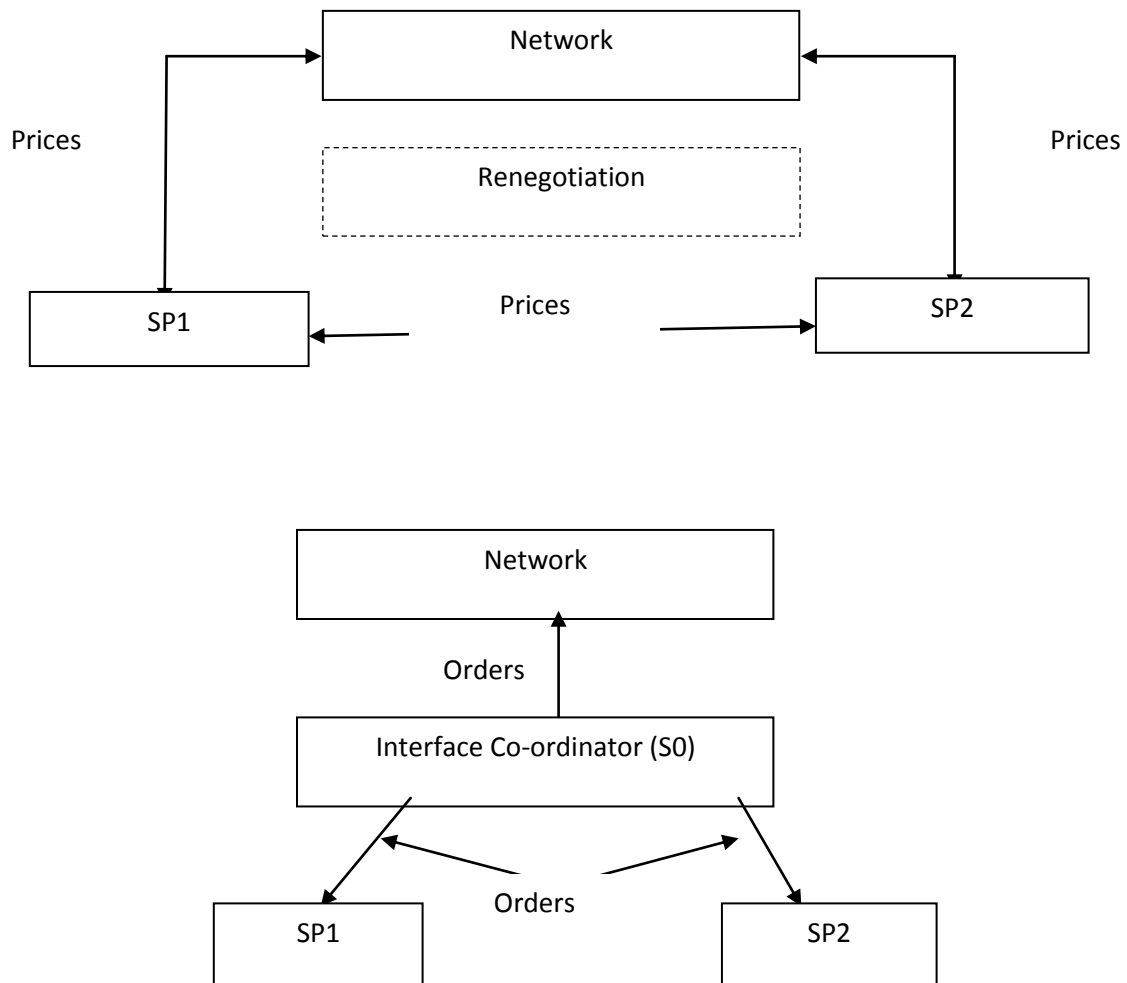 Network
Prices
Prices
Renegotiation
Prices
SP1
SP2
Network
Orders
Interface Co-ordinator (S0)
Orders
SP1
SP2